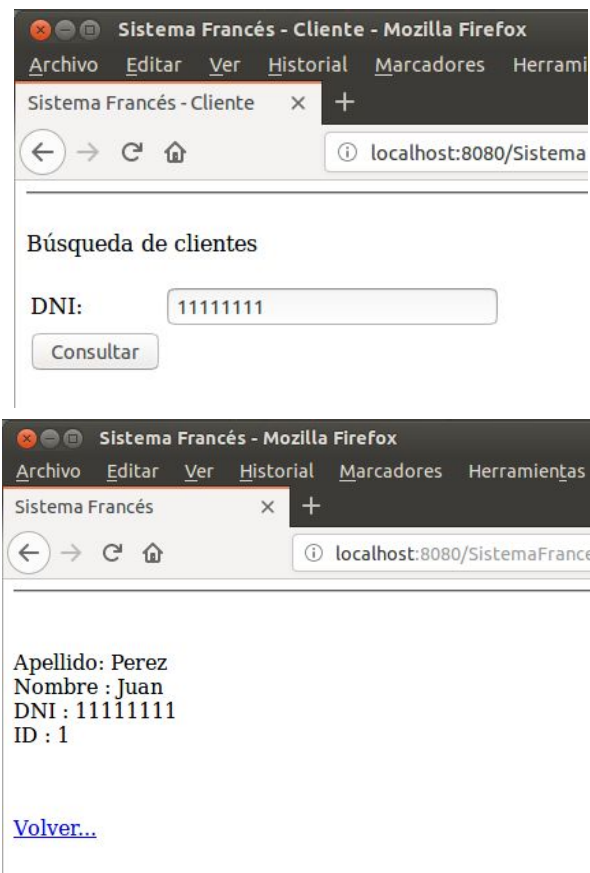 Sistema Francés - Cliente - Mozilla Firefox
Archivo Editar Ver Historial Marcadores Herrami
Sistema Francés - Cliente
localhost:8080/Sistema
Búsqueda de clientes
DNI: 11111111
Consultar
Sistema Francés - Mozilla Firefox
Archivo Editar Ver Historial Marcadores Herramientas
Sistema Francés
localhost:8080/SistemaFrance
Apellido: Perez
Nombre : Juan
DNI : 11111111
ID : 1
Volver...